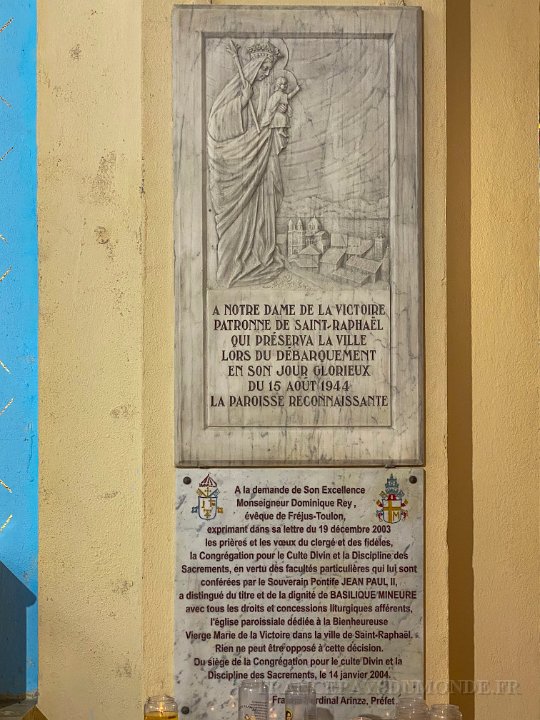 A NOTRE DAME DE LA VICTOIRE
PATRONNE DE SAINT-RAPHAËL
QUI PRÉSERVA LA VILLE
LORS DU DÉBARQUEMENT
EN SON JOUR GLORIEUX
DU 15 AOÛT 1944
LA PAROISSE RECONNAISSANTE
A la demande de Son Excellence
Monseigneur Dominique Rey,
évêque de Fréjus-Toulon,
exprimant dans sa lettre du 19 décembre 2003
les prières et les vœux du clergé et des fidèles,
la Congrégation pour le Culte Divin et la Discipline des
Sacrements, en vertu des facultés particulières qui lui sont
conférées par le Souverain Pontife JEAN PAUL II,
a distingué du titre et de la dignité de BASILIQUE MINEURE
avec tous les droits et concessions liturgiques afférents,
l'église paroissiale dédiée à la Bienheureuse
Vierge Marie de la Victoire dans la ville de Saint-Raphaël.
Rien ne peut être opposé à cette décision.
Du siège de la Congrégation pour le culte Divin et la
Discipline des Sacrements, le 14 janvier 2004.
FRANCEPAYSDUMONDE.FR
Cardinal Arinza, Préfet